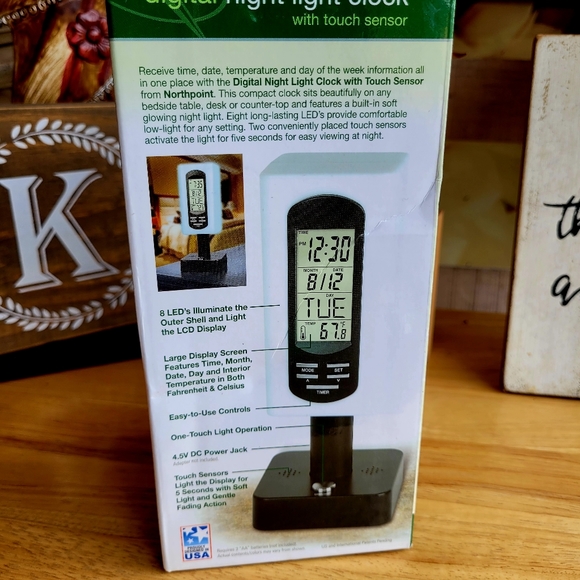 digital night light clock
with touch sensor
Receive time, date, temperature and day of the week information all
in one place with the Digital Night Light Clock with Touch Sensor
from Northpoint. This compact clock sits beautifully on any
bedside table, desk or counter-top and features a built-in soft
glowing night light. Eight long-lasting LED's provide comfortable
low-light for any setting. Two conveniently placed touch sensors
activate the light for five seconds for easy viewing at night.
K
TIME
PM 12:30
MONTH DATE
8/12
DAY
TUE
TEMP
67.8 °F
MODE SET
TIMER
8 LED's Illuminate the
Outer Shell and Light
the LCD Display
Large Display Screen
Features Time, Month,
Date, Day and Interior
Temperature in Both
Fahrenheit & Celsius
Easy-to-Use Controls
One-Touch Light Operation
4.5V DC Power Jack
Adapter not included
Touch Sensors
Light the Display for
5 Seconds with Soft
Light and Gentle
Fading Action
USA